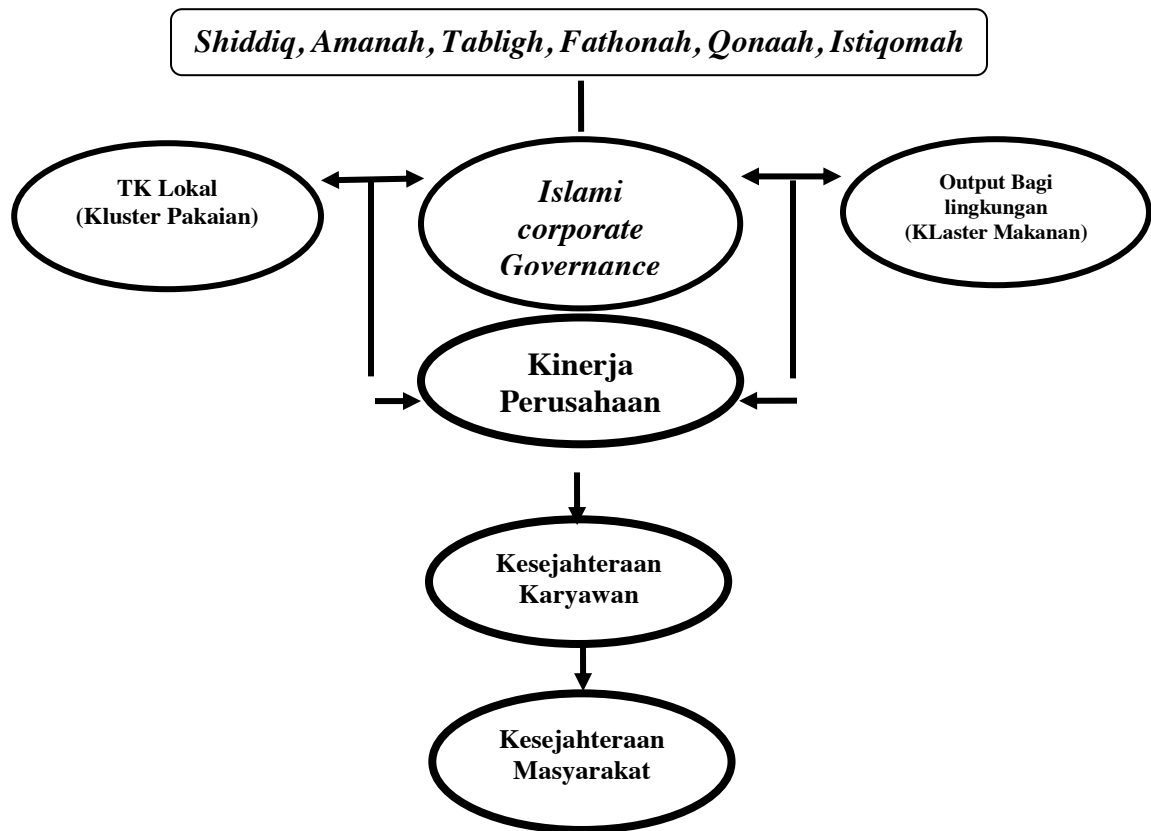 Shiddiq, Amanah, Tabligh, Fathonah, Qonaah, Istiqomah
TK Lokal
(Kluster Pakaian)
Islami
corporate
Governance
Output Bagi
lingkungan
(KLaster Makanan)
Kinerja
Perusahaan
Kesejahteraan
Karyawan
Kesejahteraan
Masyarakat